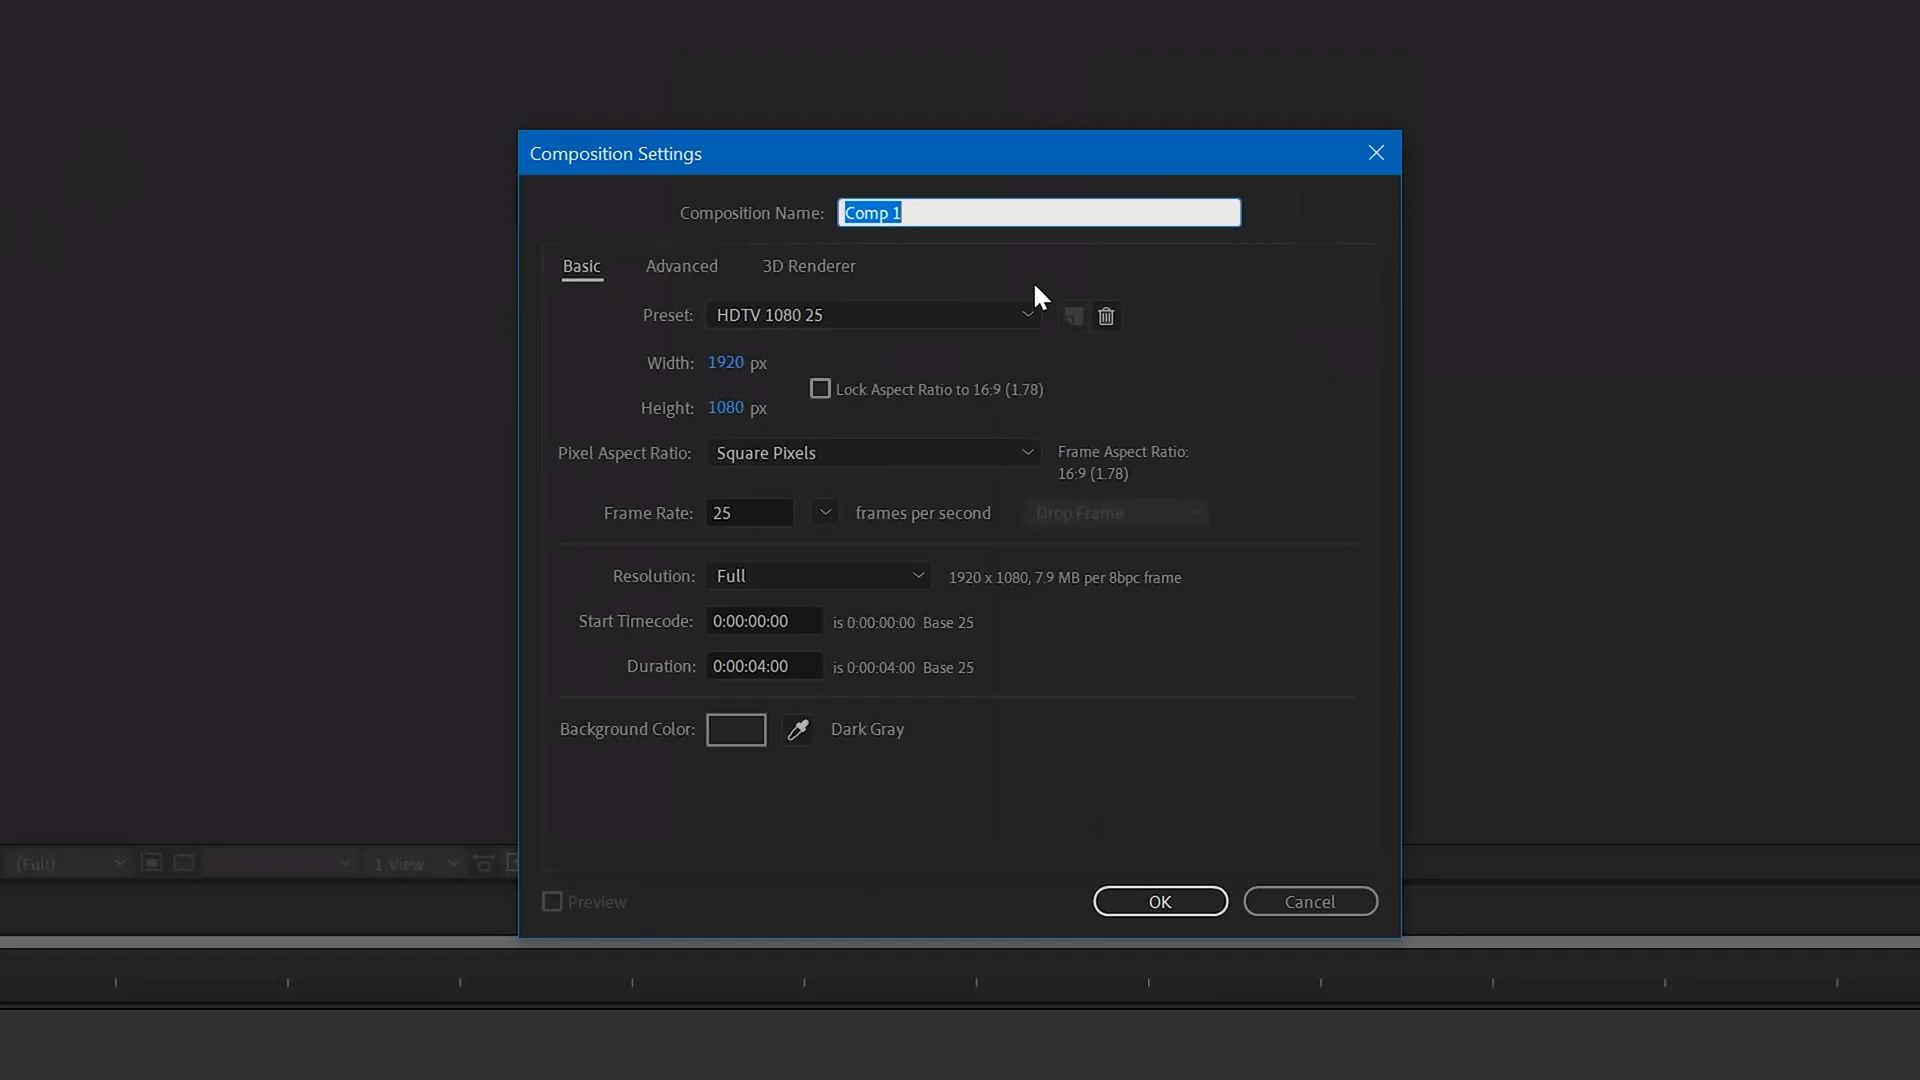 Composition Settings
Composition Name: Comp 1
Basic Advanced 3D Renderer
Preset: HDTV 1080 25
Width: 1920 px
Lock Aspect Ratio to 16:9 (1.78)
Height: 1080 px
Pixel Aspect Ratio: Square Pixels
Frame Aspect Ratio:
16:9 (1.78)
Frame Rate: 25 frames per second Drop Frame
Resolution: Full 1920 x 1080, 7.9 MB per 8bpc frame
Start Timecode: 0:00:00:00 is 0:00:00:00 Base 25
Duration: 0:00:04:00 is 0:00:04:00 Base 25
Background Color: Dark Gray
(Full) 1 View
Preview OK Cancel